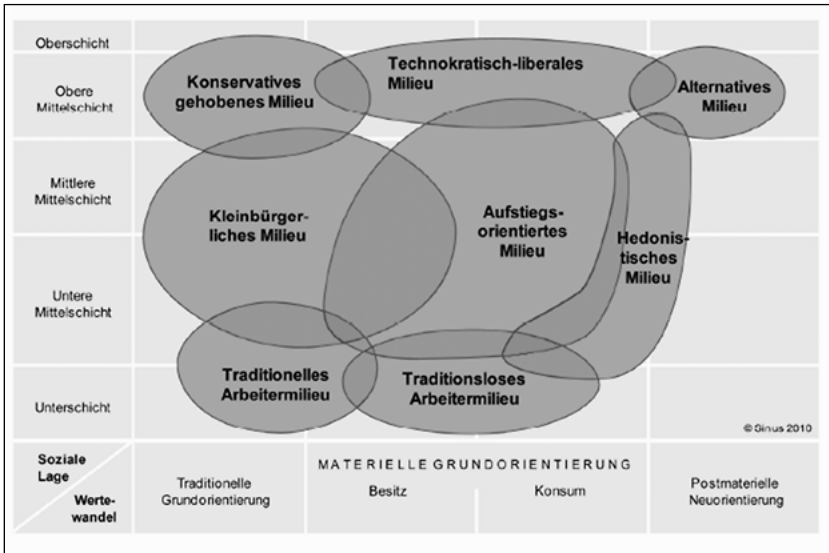 Oberschicht
Obere
Mittelschicht
Mittlere
Mittelschicht
Untere
Mittelschicht
Unterschicht
Konservatives
gehobenes Milieu
Technokratisch-liberales
Milieu
Alternatives
Milieu
Kleinbürger-
liches Milieu
Aufstiegs-
orientiertes
Milieu
Hedonis-
tisches
Milieu
Traditionelles
Arbeitermilieu
Traditionsloses
Arbeitermilieu
© Sinus 2010
Soziale
Lage
Werte-
wandel
Traditionelle
Grundorientierung
MATERIELLE GRUNDORIENTIERUNG
Besitz
Konsum
Postmaterielle
Neuorientierung